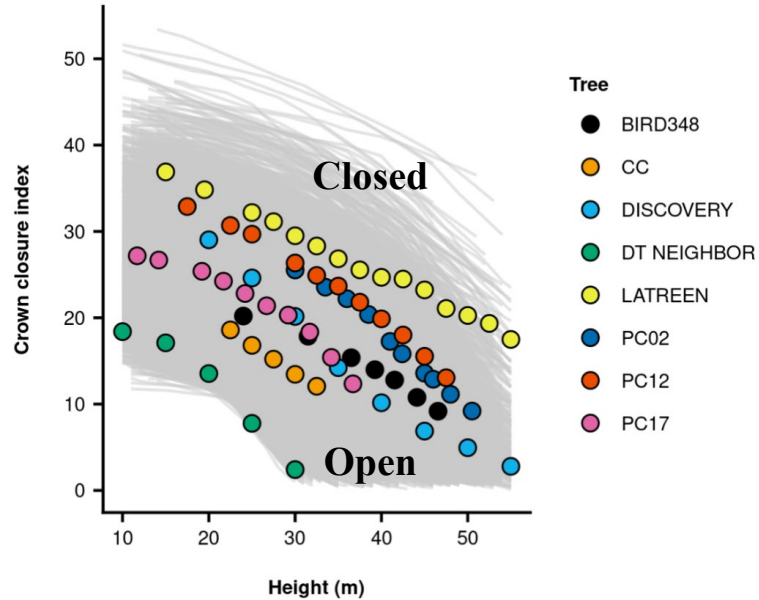 Crown closure index
50
40
30
20
10
0
Closed
Open
10 20 30 40 50
Height (m)
Tree
BIRD348
CC
DISCOVERY
DT NEIGHBOR
LATREEN
PC02
PC12
PC17